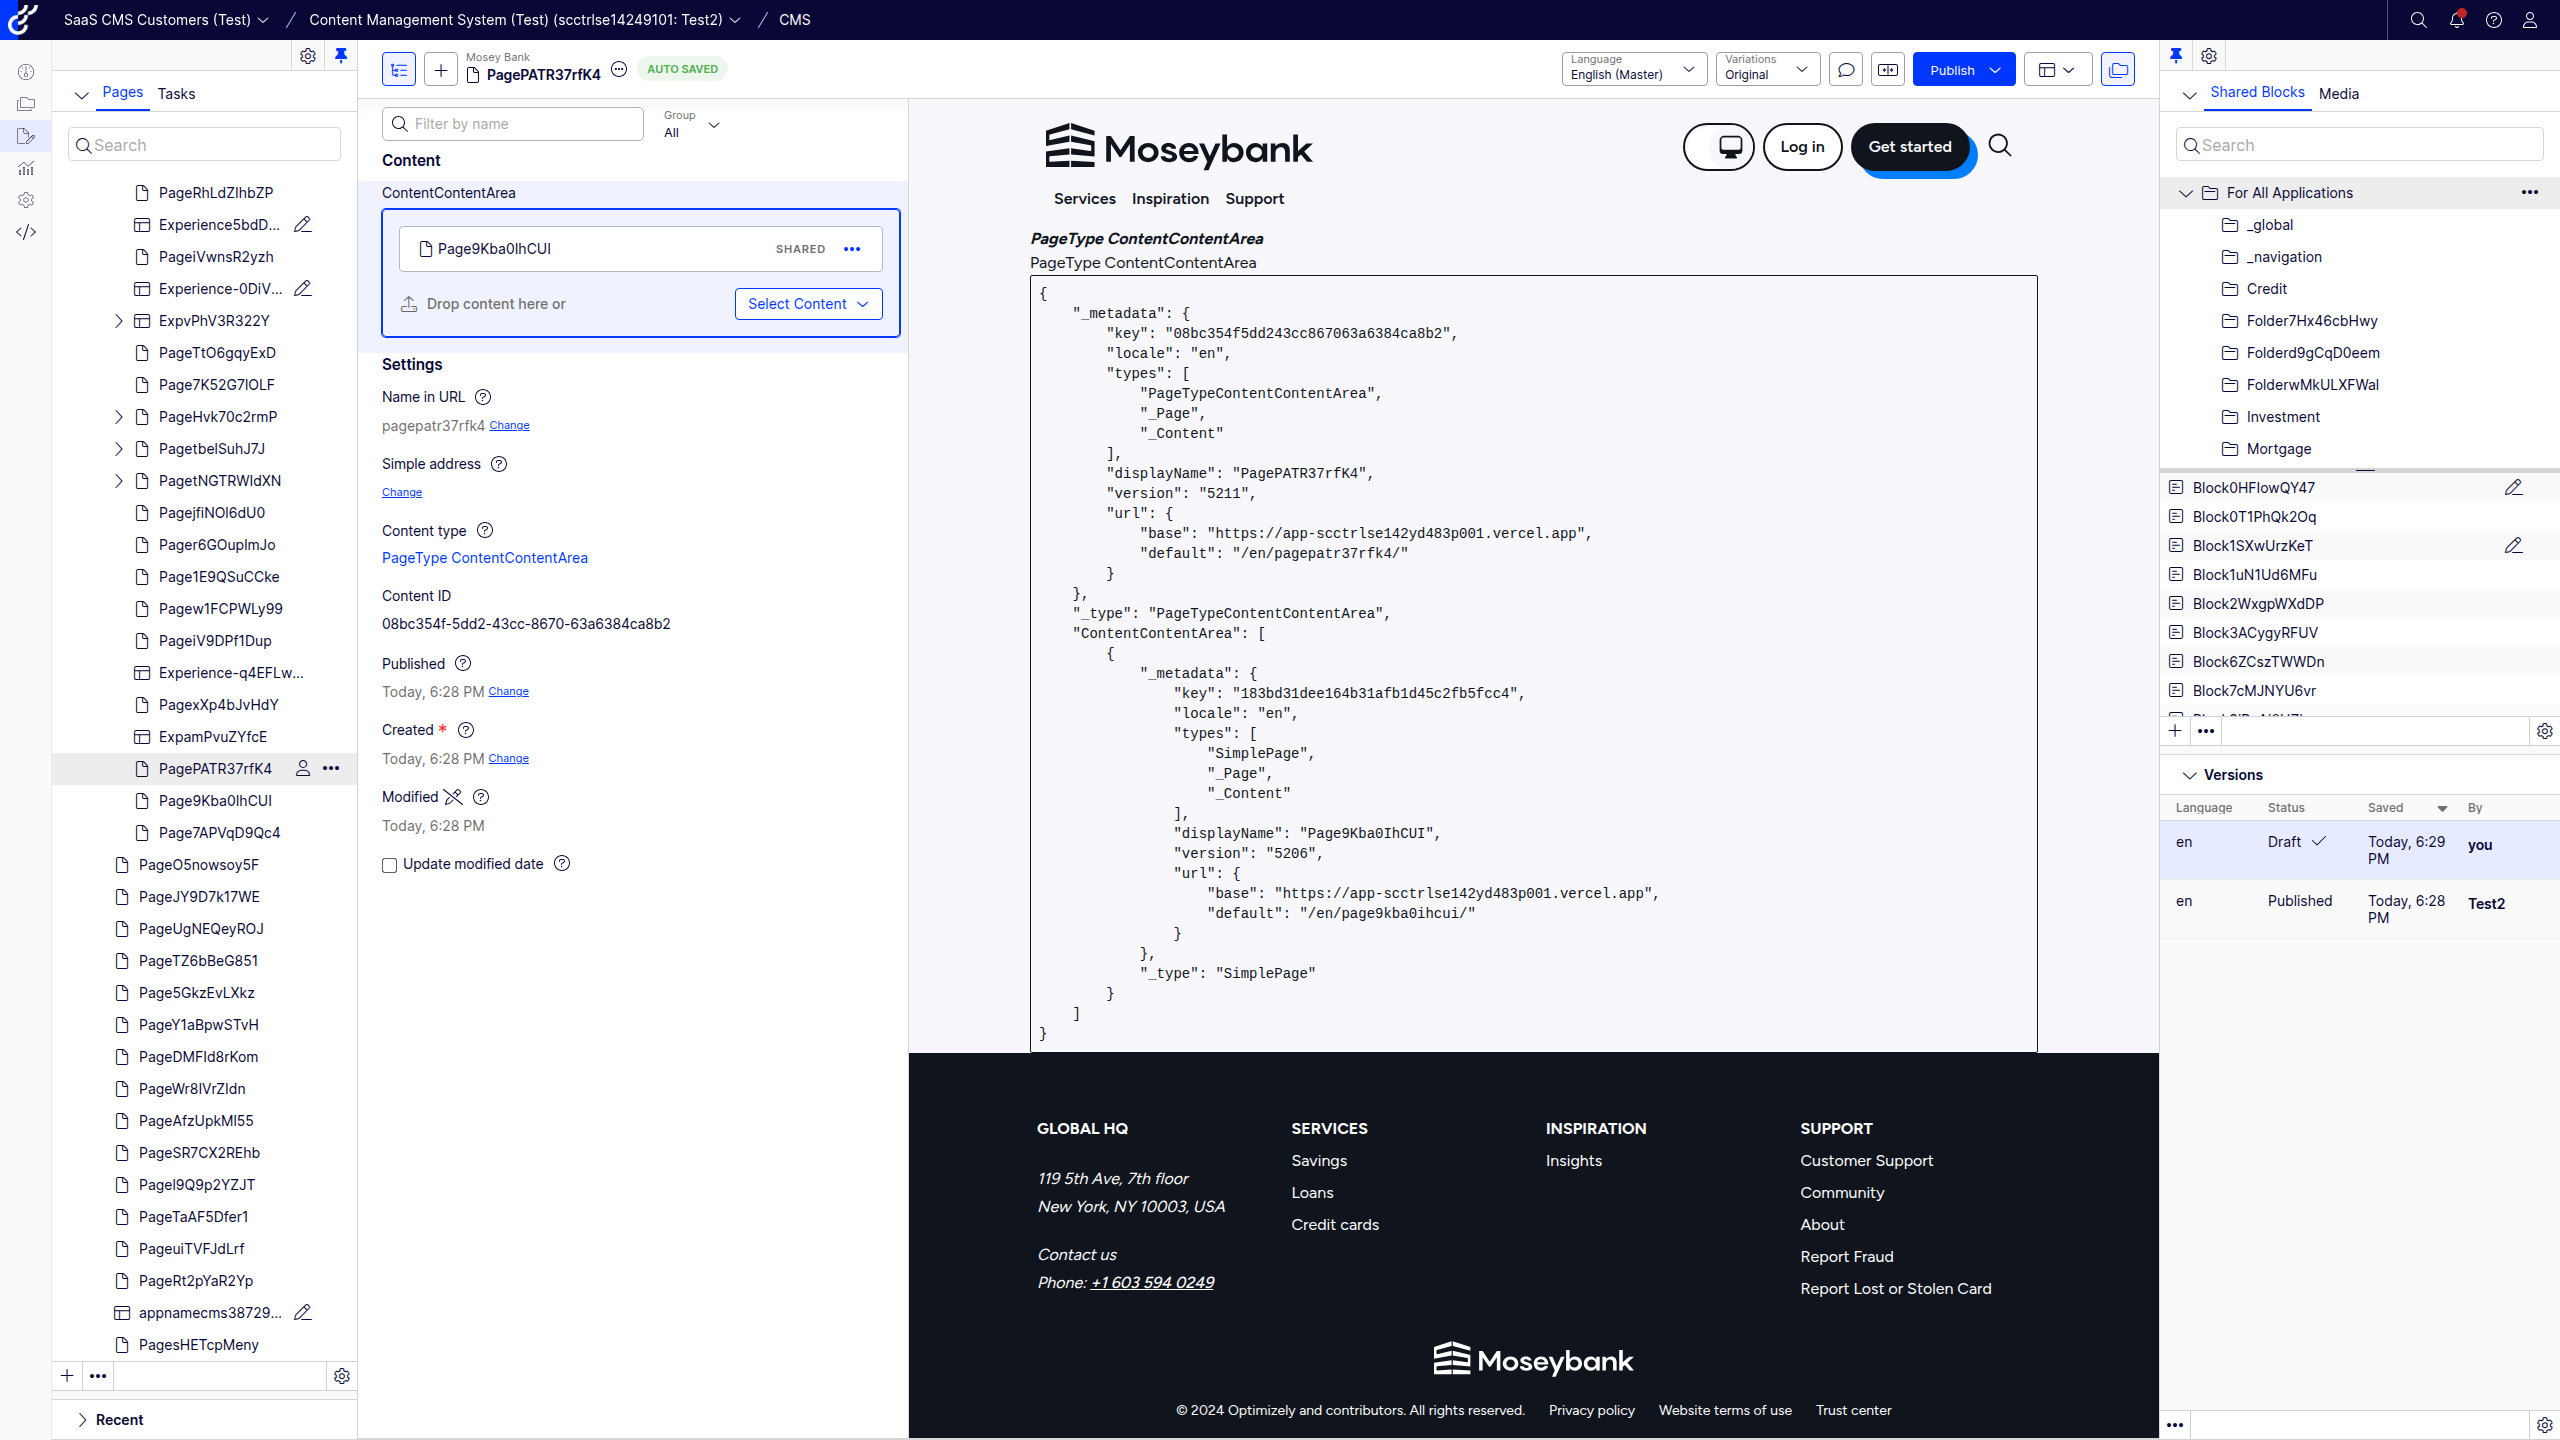 SaaS CMS Customers (Test) / Content Management System (Test) (scctrlse14249101: Test2) / CMS
Pages Tasks
Search
PageRhLdZIhbZP
Experience5bdD...
PageiVwnsR2yzh
Experience-0DiV...
ExpvPhV3R322Y
PageTtO6gqyExD
Page7K52G7IOLF
PageHvk70c2rmP
PagetbelSuhJ7J
PagetNGTRWIdXN
PagejfiNOI6dU0
Pager6GOupImJo
Page1E9QSuCCke
Pagew1FCPWLy99
PageiV9DPf1Dup
Experience-q4EFLw...
PagexXp4bJvHdY
ExpamPvuZYfcE
PagePATR37rfK4
Page9Kba0IhCUI
Page7APVqD9Qc4
PageO5nowsoy5F
PageJY9D7k17WE
PageUgNEQeyROJ
PageTZ6bBeG851
Page5GkzEvLXkz
PageY1aBpwSTvH
PageDMFId8rKom
PageWr8IVrZIdn
PageAfzUpkMI55
PageSR7CX2REhb
PageI9Q9p2YZJT
PageTaAF5Dfer1
PageuiTVFJdLrf
PageRt2pYaR2Yp
appnamecms38729...
PagesHETcpMeny
Recent
Mosey Bank
PagePATR37rfK4
AUTO SAVED
Language
English (Master)
Variations
Original
Publish
Filter by name
Group
All
Content
ContentContentArea
Page9Kba0IhCUI SHARED
Drop content here or Select Content
Settings
Name in URL
pagepatr37rfk4 Change
Simple address
Change
Content type
PageType ContentContentArea
Content ID
08bc354f-5dd2-43cc-8670-63a6384ca8b2
Published
Today, 6:28 PM Change
Created *
Today, 6:28 PM Change
Modified
Today, 6:28 PM
Update modified date
Moseybank
Log in
Get started
Services Inspiration Support
PageType ContentContentArea
PageType ContentContentArea
{
"_metadata": {
"key": "08bc354f5dd243cc867063a6384ca8b2",
"locale": "en",
"types": [
"PageTypeContentContentArea",
"_Page",
"_Content"
],
"displayName": "PagePATR37rfK4",
"version": "5211",
"url": {
"base": "https://app-scctrlse142yd483p001.vercel.app",
"default": "/en/pagepatr37rfk4/"
}
},
"_type": "PageTypeContentContentArea",
"ContentContentArea": [
{
"_metadata": {
"key": "183bd31dee164b31afb1d45c2fb5fcc4",
"locale": "en",
"types": [
"SimplePage",
"_Page",
"_Content"
],
"displayName": "Page9Kba0IhCUI",
"version": "5206",
"url": {
"base": "https://app-scctrlse142yd483p001.vercel.app",
"default": "/en/page9kba0ihcui/"
}
},
"_type": "SimplePage"
}
]
}
GLOBAL HQ
119 5th Ave, 7th floor
New York, NY 10003, USA
Contact us
Phone: +1 603 594 0249
SERVICES
Savings
Loans
Credit cards
INSPIRATION
Insights
SUPPORT
Customer Support
Community
About
Report Fraud
Report Lost or Stolen Card
Moseybank
© 2024 Optimizely and contributors. All rights reserved. Privacy policy Website terms of use Trust center
Shared Blocks Media
Search
For All Applications
_global
_navigation
Credit
Folder7Hx46cbHwy
Folderd9gCqD0eem
FolderwMkULXFWal
Investment
Mortgage
Block0HFIowQY47
Block0T1PhQk2Oq
Block1SXwUrzKeT
Block1uN1Ud6MFu
Block2WxgpWXdDP
Block3ACygyRFUV
Block6ZCszTWWDn
Block7cMJNYU6vr
Versions
Language Status Saved By
en Draft Today, 6:29 PM you
en Published Today, 6:28 PM Test2